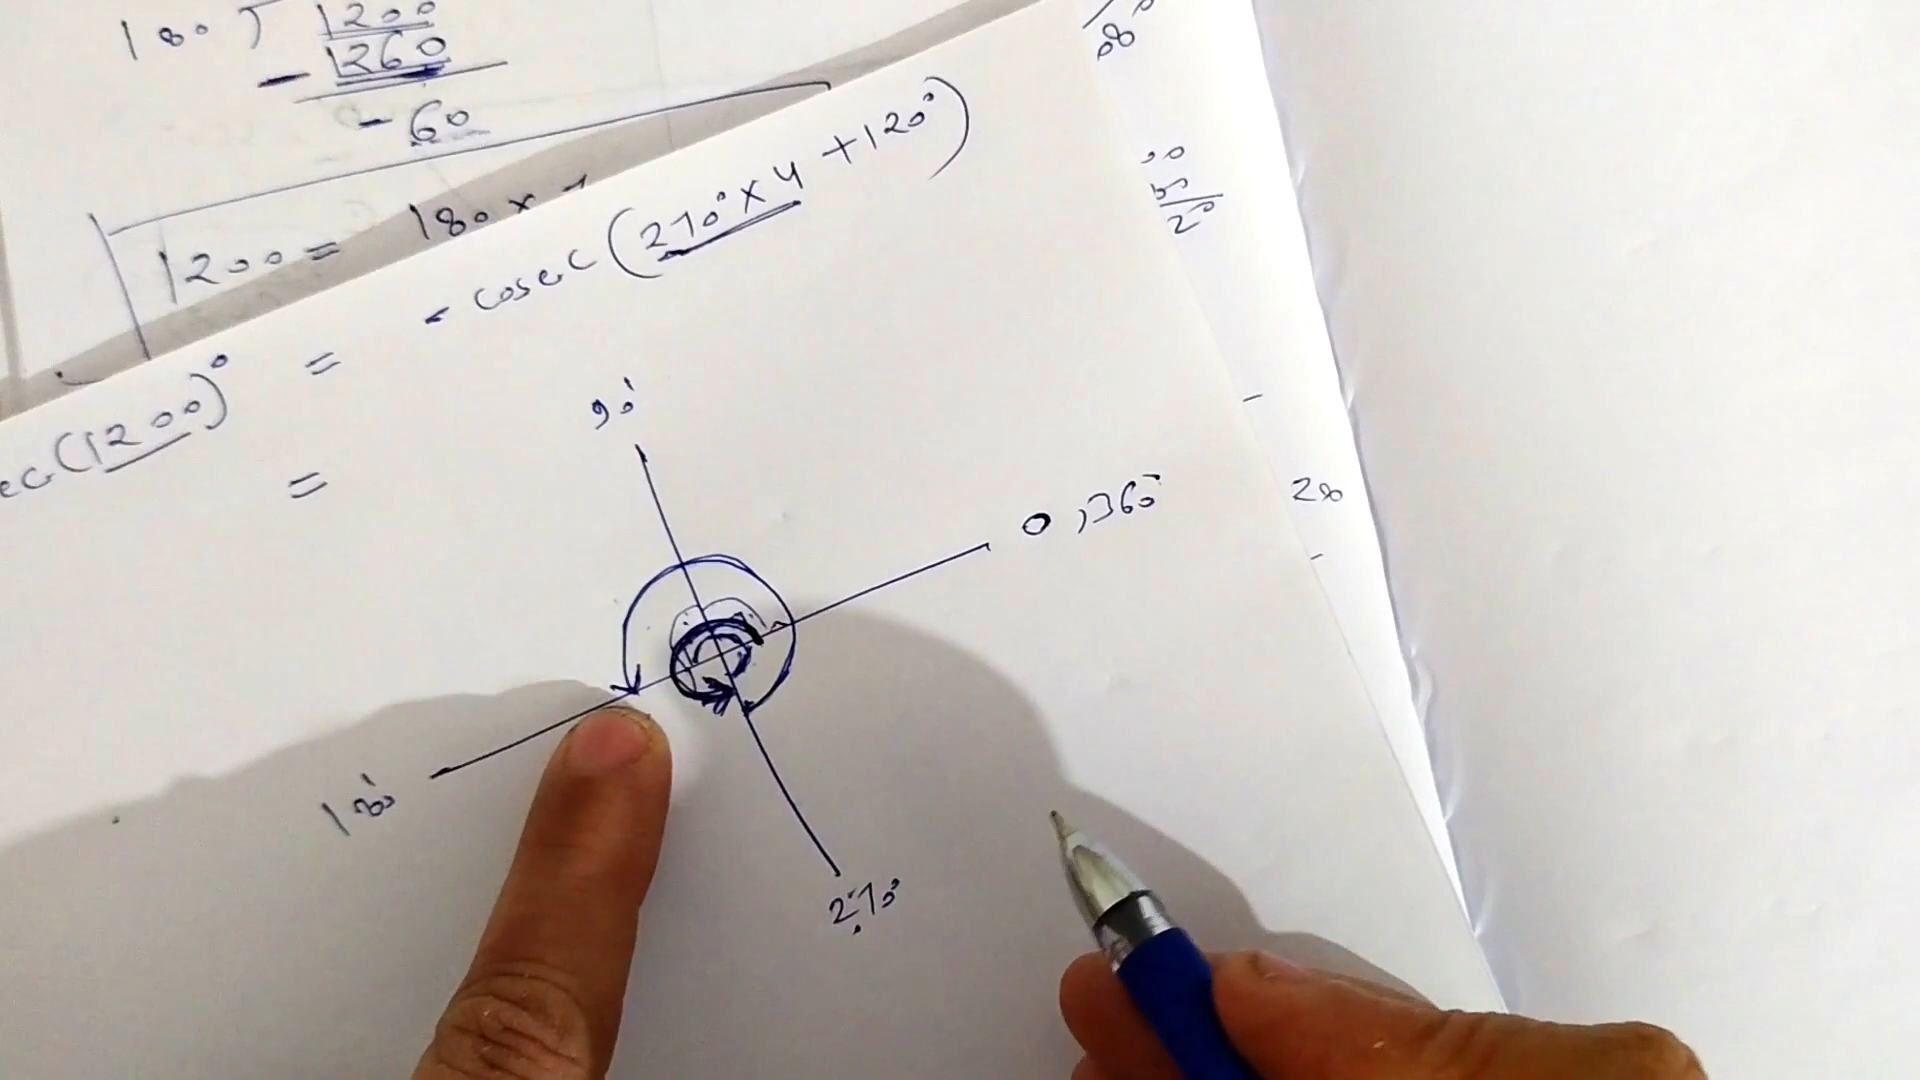 180 ) 1200
- 1260
- 60
1200 = 180 ×
ec (1200)° = - cosec (270° × 4 + 120°)
=
90°
0, 360°
180°
270°